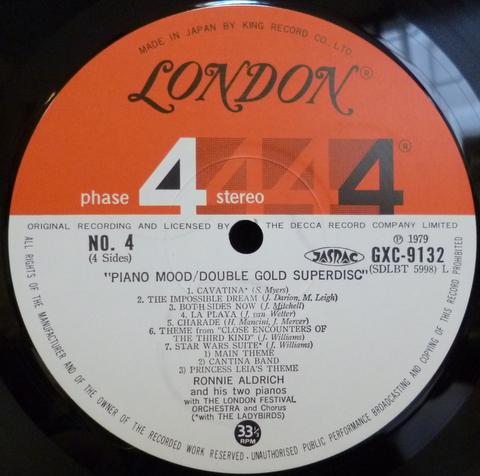 MADE IN JAPAN BY KING RECORD CO., LTD.
LONDON®
phase 4 stereo 4 4 4®
ORIGINAL RECORDING AND LICENSED BY THE DECCA RECORD COMPANY LIMITED
NO. 4
(4 Sides)
Ⓟ 1979
JASRAC GXC-9132
(SDLBT 5998) L
"PIANO MOOD/DOUBLE GOLD SUPERDISC"
1. CAVATINA* (S. Myers)
2. THE IMPOSSIBLE DREAM (J. Darion, M. Leigh)
3. BOTH SIDES NOW (J. Mitchell)
4. LA PLAYA (J. van Wetter)
5. CHARADE (H. Mancini, J. Mercer)
6. THEME from "CLOSE ENCOUNTERS OF
THE THIRD KIND" (J. Williams)
7. STAR WARS SUITE* (J. Williams)
1) MAIN THEME
2) CANTINA BAND
3) PRINCESS LEIA'S THEME
RONNIE ALDRICH
and his two pianos
with THE LONDON FESTIVAL
ORCHESTRA and Chorus
(*with THE LADYBIRDS)
33⅓
RPM
ALL RIGHTS OF THE MANUFACTURER AND OF THE OWNER OF THE RECORDED WORK RESERVED · UNAUTHORISED PUBLIC PERFORMANCE BROADCASTING AND COPYING OF THIS RECORD PROHIBITED